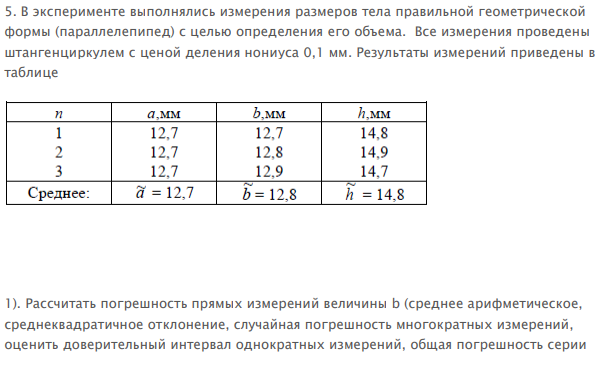 5. В эксперименте выполнялись измерения размеров тела правильной геометрической
формы (параллелепипед) с целью определения его объема.  Все измерения проведены
штангенциркулем с ценой деления нониуса 0,1 мм. Результаты измерений приведены в
таблице
n a,мм b,мм h,мм
1 12,7 12,7 14,8
2 12,7 12,8 14,9
3 12,7 12,9 14,7
Среднее: ã = 12,7 b̃ = 12,8 h̃ = 14,8
1). Рассчитать погрешность прямых измерений величины b (среднее арифметическое,
среднеквадратичное отклонение, случайная погрешность многократных измерений,
оценить доверительный интервал однократных измерений, общая погрешность серии